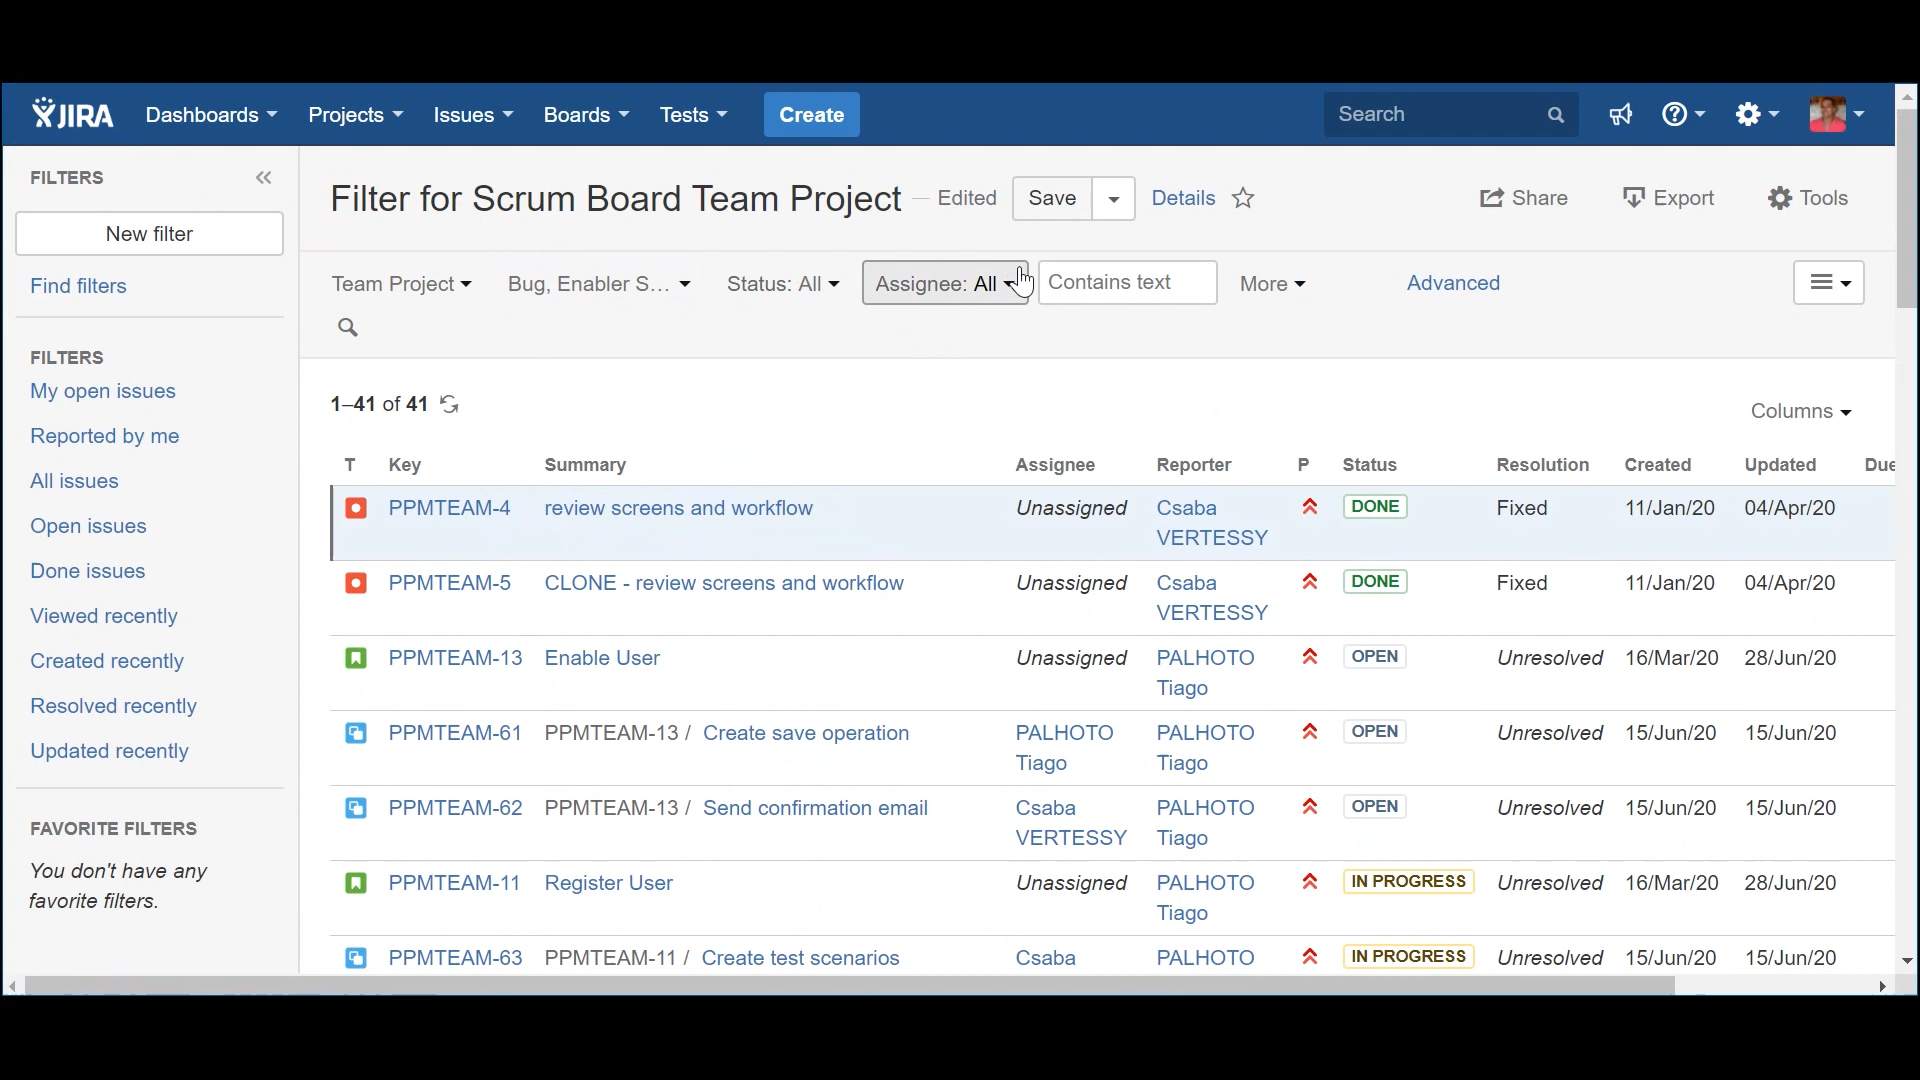 JIRA Dashboards Projects Issues Boards Tests Create Search
FILTERS
New filter
Find filters
FILTERS
My open issues
Reported by me
All issues
Open issues
Done issues
Viewed recently
Created recently
Resolved recently
Updated recently
FAVORITE FILTERS
You don't have any
favorite filters.
Filter for Scrum Board Team Project — Edited Save Details Share Export Tools
Team Project Bug, Enabler S... Status: All Assignee: All Contains text More Advanced
1–41 of 41
Columns
T Key Summary Assignee Reporter P Status Resolution Created Updated Due
PPMTEAM-4 review screens and workflow Unassigned Csaba DONE Fixed 11/Jan/20 04/Apr/20
VERTESSY
PPMTEAM-5 CLONE - review screens and workflow Unassigned Csaba DONE Fixed 11/Jan/20 04/Apr/20
VERTESSY
PPMTEAM-13 Enable User Unassigned PALHOTO OPEN Unresolved 16/Mar/20 28/Jun/20
Tiago
PPMTEAM-61 PPMTEAM-13 / Create save operation PALHOTO PALHOTO OPEN Unresolved 15/Jun/20 15/Jun/20
Tiago Tiago
PPMTEAM-62 PPMTEAM-13 / Send confirmation email Csaba PALHOTO OPEN Unresolved 15/Jun/20 15/Jun/20
VERTESSY Tiago
PPMTEAM-11 Register User Unassigned PALHOTO IN PROGRESS Unresolved 16/Mar/20 28/Jun/20
Tiago
PPMTEAM-63 PPMTEAM-11 / Create test scenarios Csaba PALHOTO IN PROGRESS Unresolved 15/Jun/20 15/Jun/20